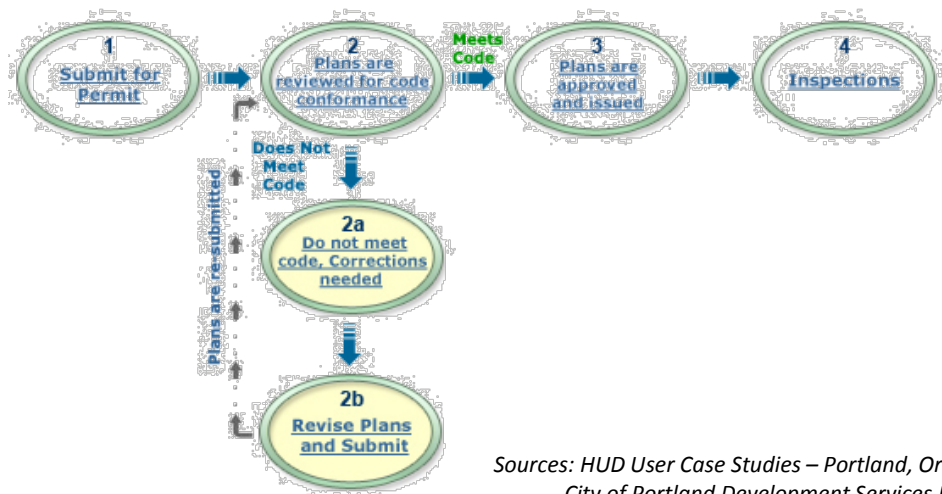 1
Submit for
Permit
2
Plans are
reviewed for code
conformance
Meets
Code
3
Plans are
approved
and issued
4
Inspections
Does Not
Meet
Code
Plans are re-submitted
2a
Do not meet
code, Corrections
needed
2b
Revise Plans
and Submit
Sources: HUD User Case Studies – Portland, Or
City of Portland Development Services